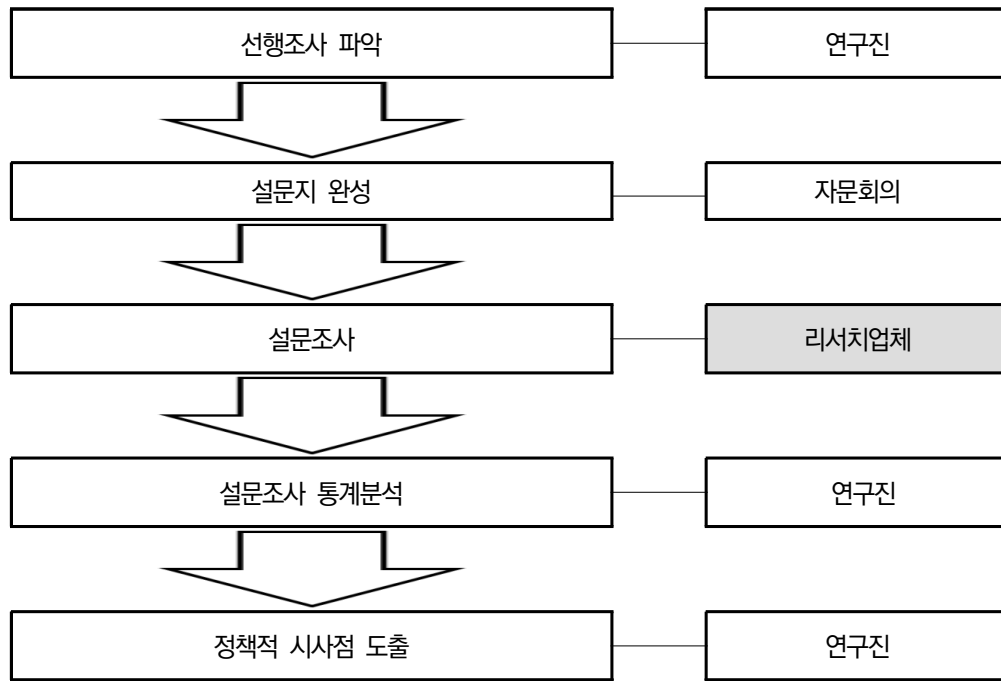 선행조사 파악
연구진
설문지 완성
자문회의
설문조사
리서치업체
설문조사 통계분석
연구진
정책적 시사점 도출
연구진